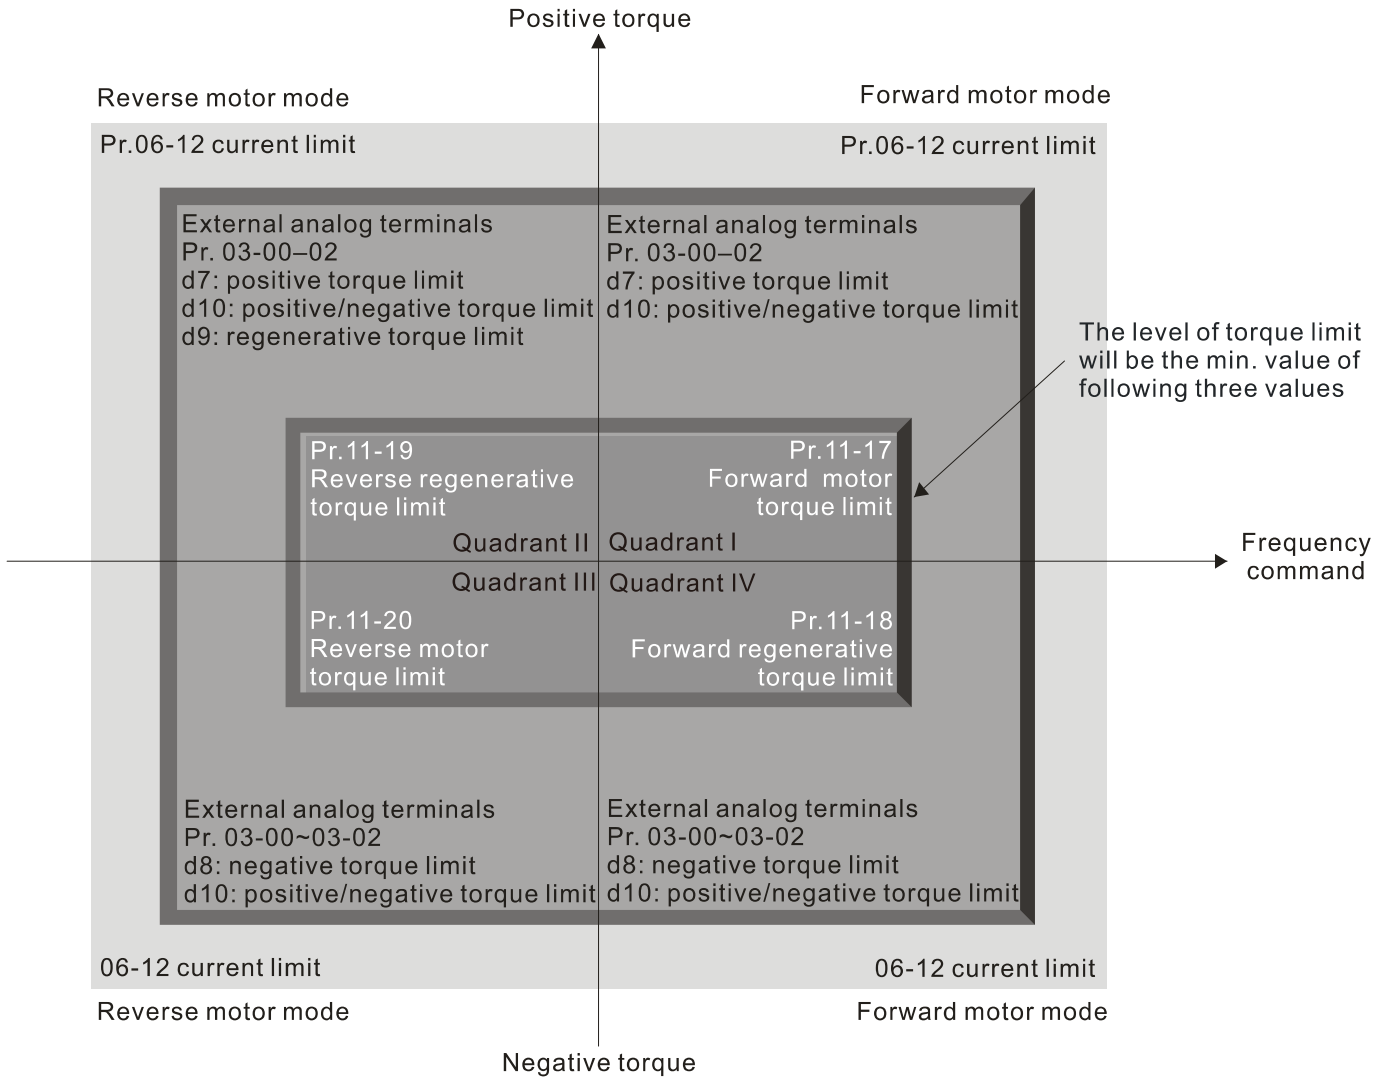 Positive torque
Reverse motor mode
Forward motor mode
Pr.06-12 current limit
Pr.06-12 current limit
External analog terminals
Pr. 03-00–02
d7: positive torque limit
d10: positive/negative torque limit
d9: regenerative torque limit
External analog terminals
Pr. 03-00–02
d7: positive torque limit
d10: positive/negative torque limit
The level of torque limit
will be the min. value of
following three values
Pr.11-19
Reverse regenerative
torque limit
Pr.11-17
Forward motor
torque limit
Quadrant II
Quadrant I
Frequency
command
Quadrant III
Quadrant IV
Pr.11-20
Reverse motor
torque limit
Pr.11-18
Forward regenerative
torque limit
External analog terminals
Pr. 03-00~03-02
d8: negative torque limit
d10: positive/negative torque limit
External analog terminals
Pr. 03-00~03-02
d8: negative torque limit
d10: positive/negative torque limit
06-12 current limit
06-12 current limit
Reverse motor mode
Forward motor mode
Negative torque